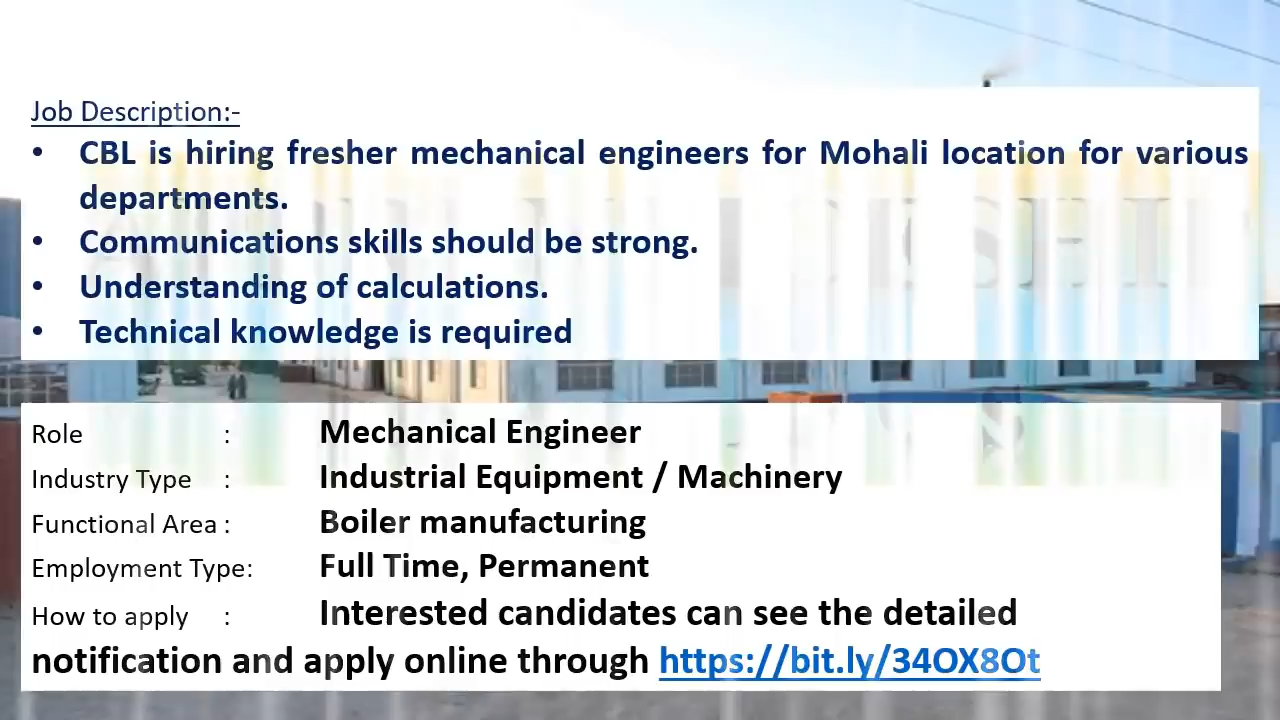 Job Description:-
• CBL is hiring fresher mechanical engineers for Mohali location for various
departments.
• Communications skills should be strong.
• Understanding of calculations.
• Technical knowledge is required
Role : Mechanical Engineer
Industry Type : Industrial Equipment / Machinery
Functional Area : Boiler manufacturing
Employment Type: Full Time, Permanent
How to apply : Interested candidates can see the detailed
notification and apply online through https://bit.ly/34OX8Ot